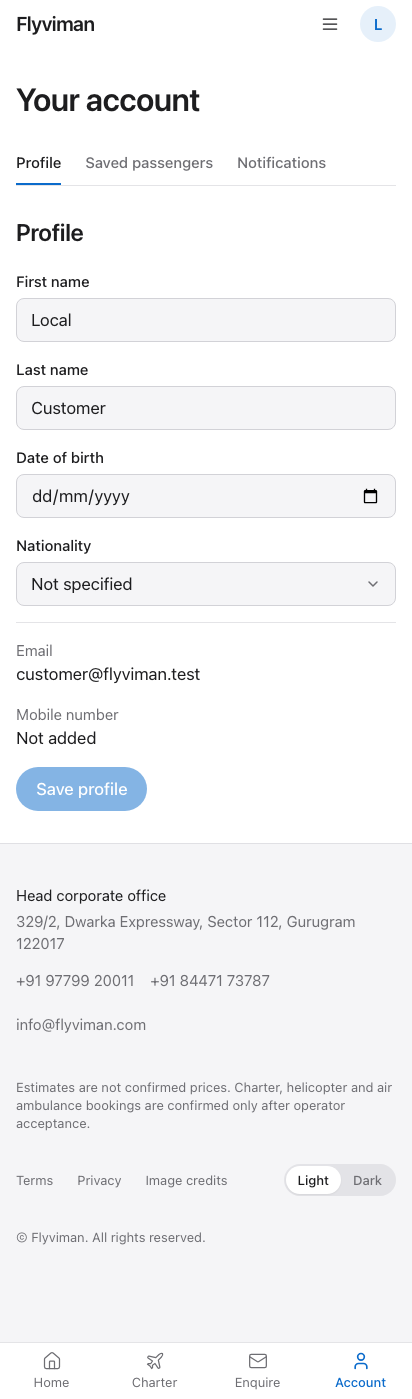 Flyviman
L
Your account
Profile
Saved passengers
Notifications
Profile
First name
Local
Last name
Customer
Date of birth
dd/mm/yyyy
Nationality
Not specified
Email
customer@flyviman.test
Mobile number
Not added
Save profile
Head corporate office
329/2, Dwarka Expressway, Sector 112, Gurugram
122017
+91 97799 20011 +91 84471 73787
info@flyviman.com
Estimates are not confirmed prices. Charter, helicopter and air
ambulance bookings are confirmed only after operator
acceptance.
Terms Privacy Image credits
Light Dark
© Flyviman. All rights reserved.
Home Charter Enquire Account